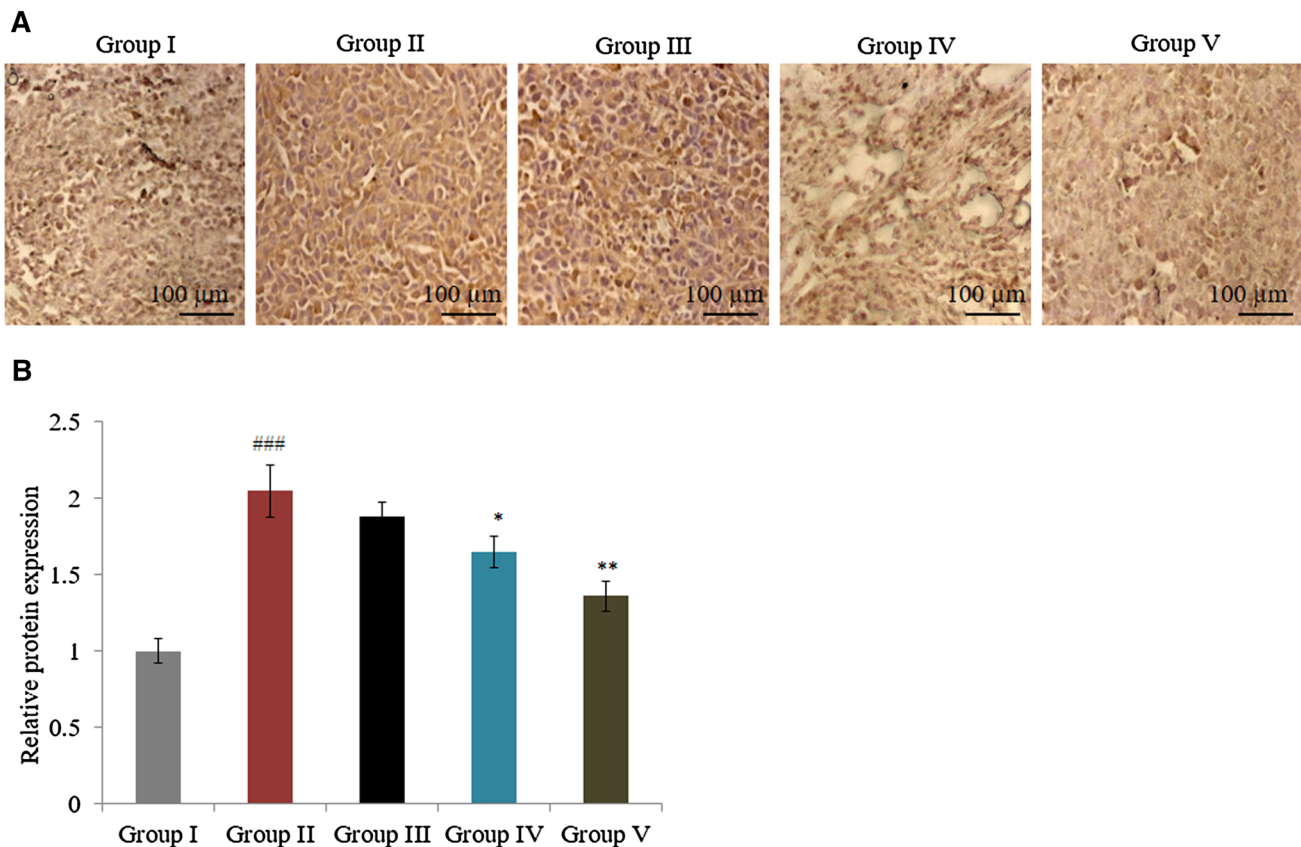 A
Group I Group II Group III Group IV Group V
100 µm 100 µm 100 µm 100 µm 100 µm
B
Relative protein expression
2.5
2
1.5
1
0.5
0
###
*
**
Group I Group II Group III Group IV Group V